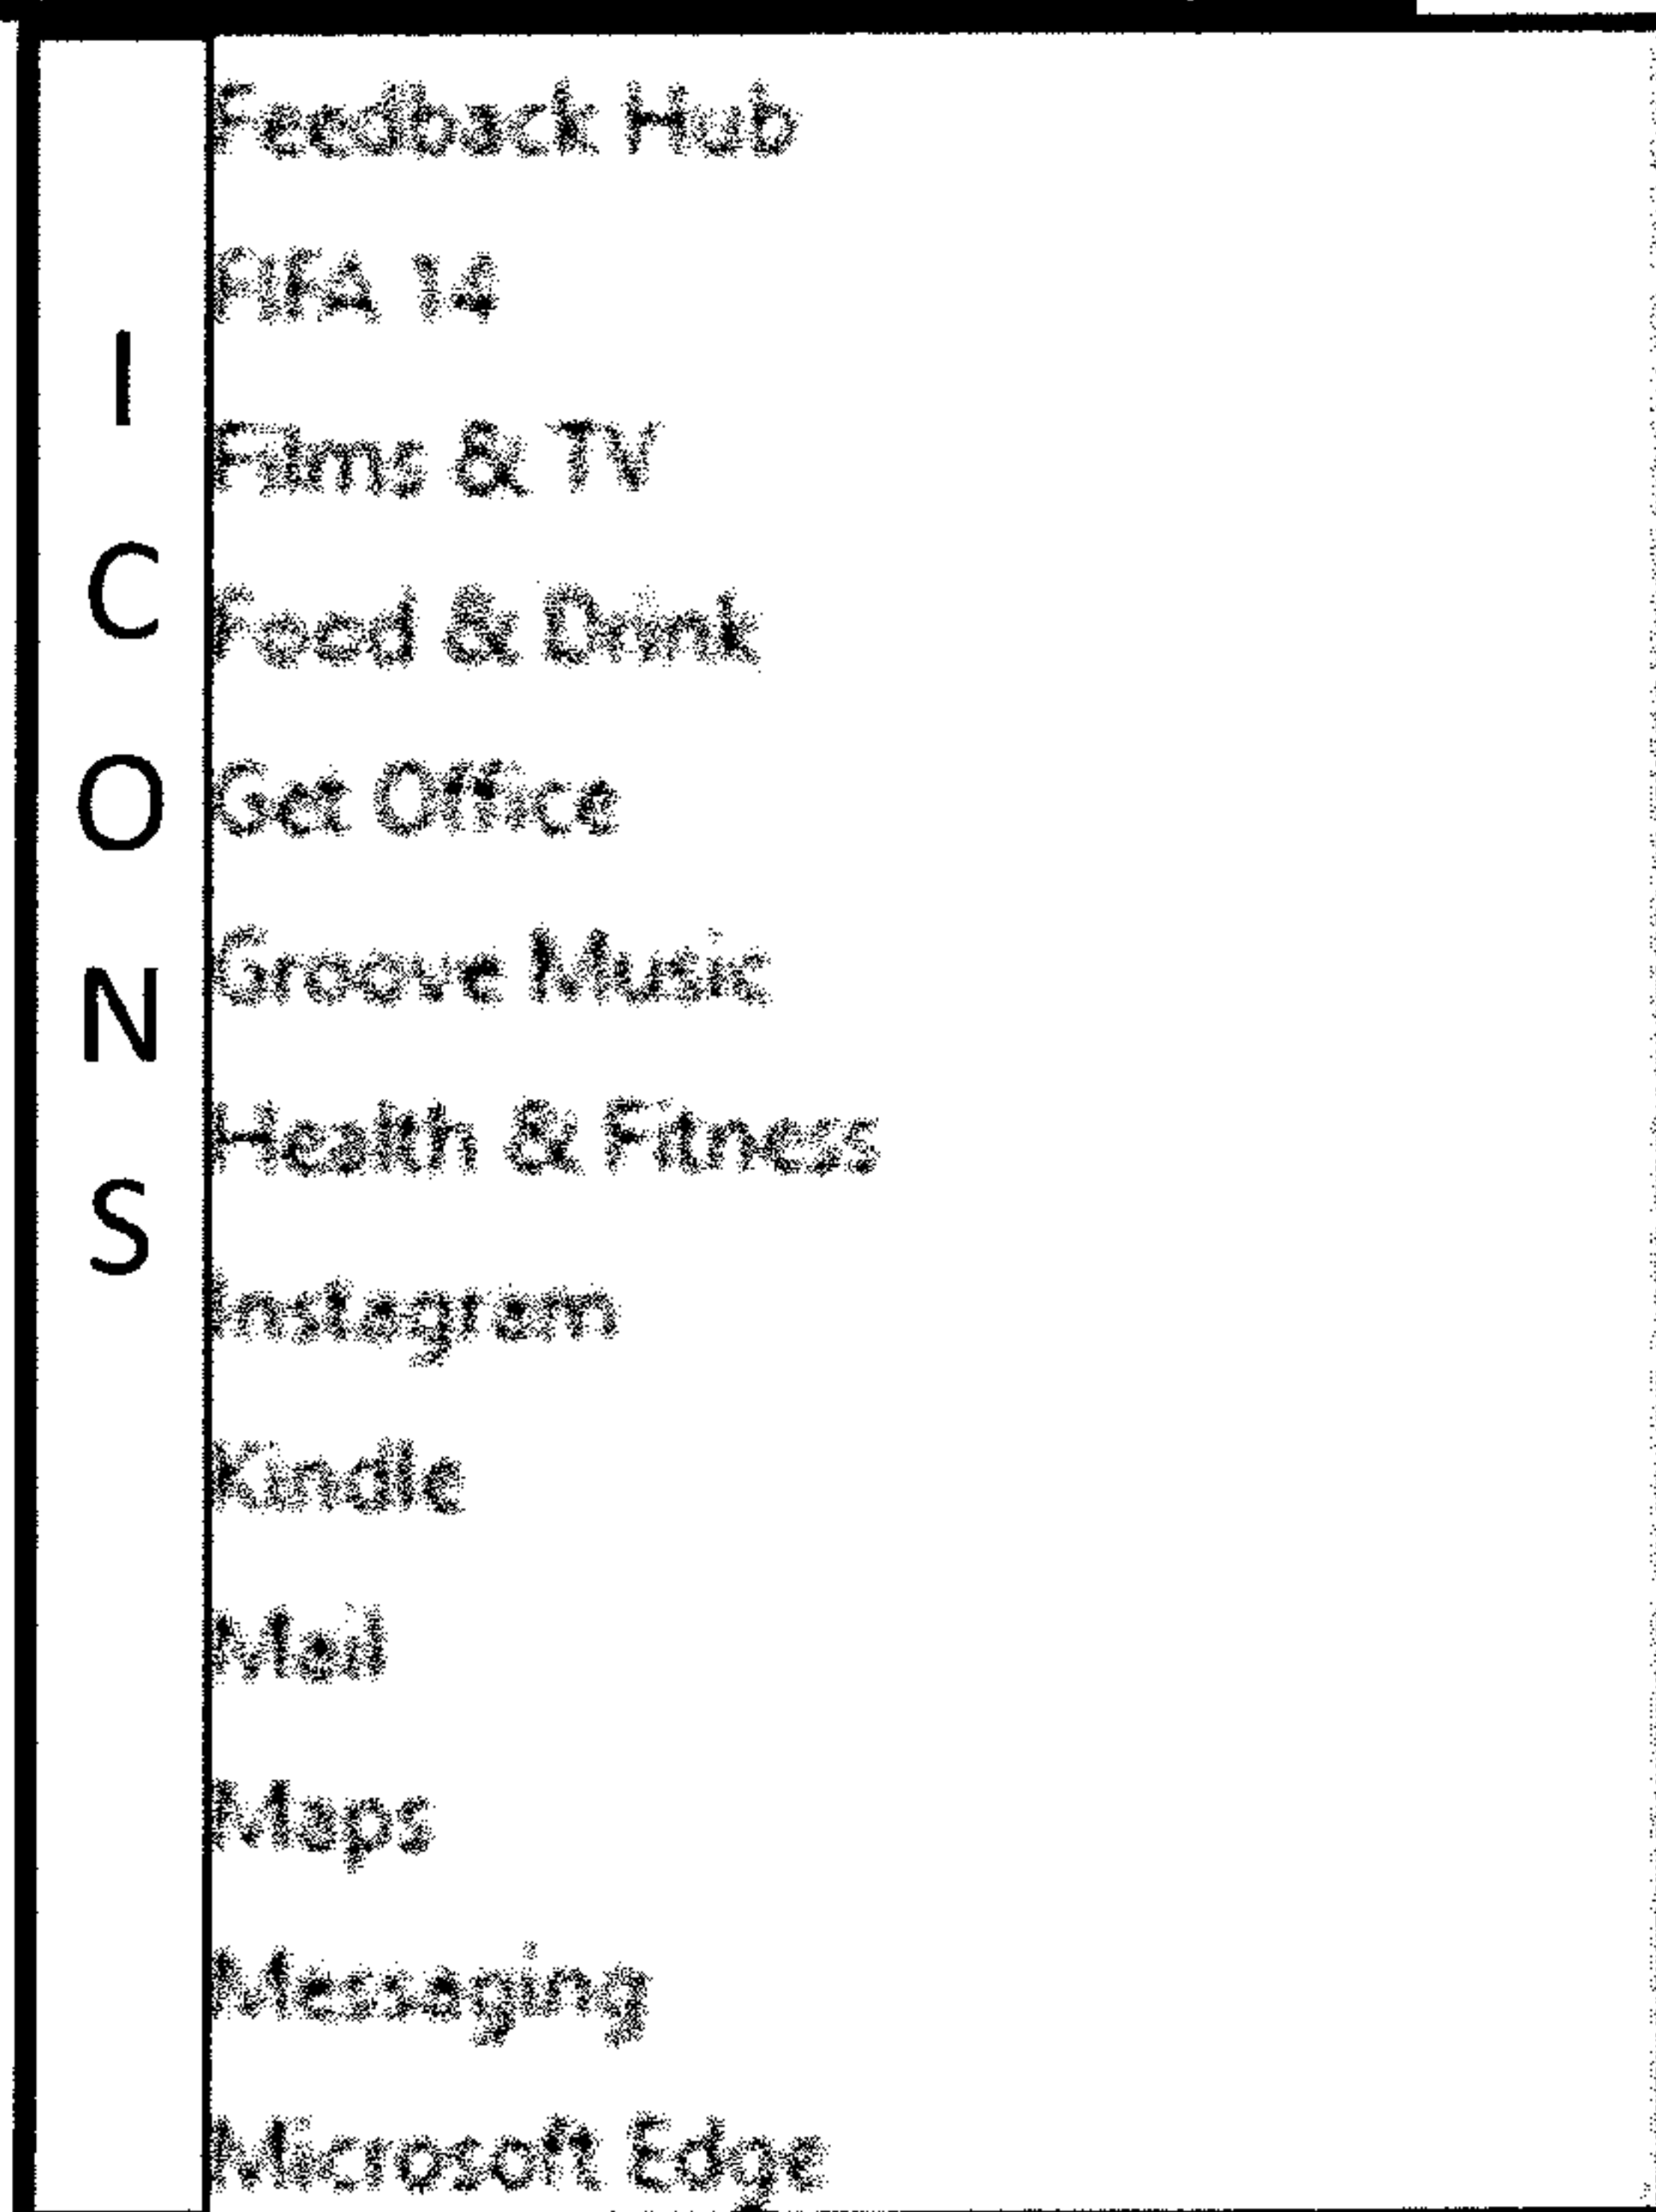 I
C
O
N
S
Feedback Hub
FIFA 14
Films & TV
Food & Drink
Get Office
Groove Music
Health & Fitness
Instagram
Kindle
Mail
Maps
Messaging
Microsoft Edge